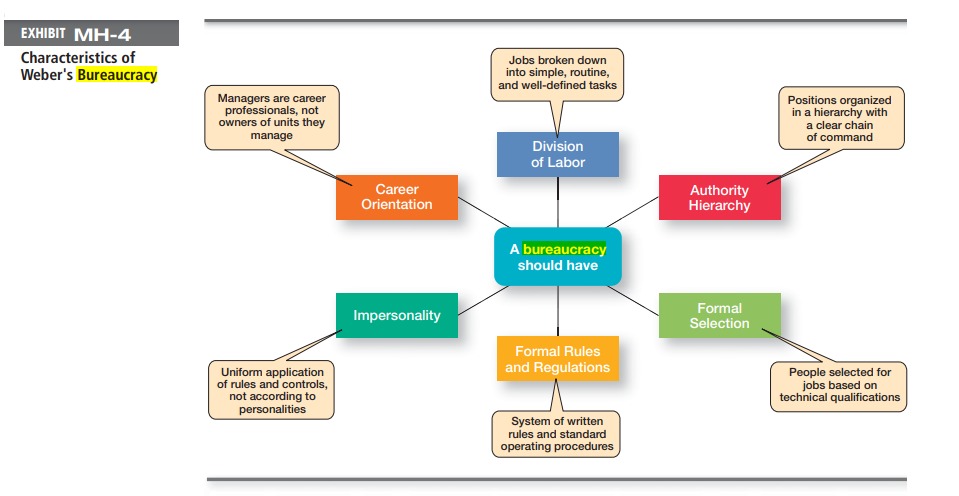 EXHIBIT MH-4
Characteristics of
Weber's Bureaucracy
Jobs broken down
into simple, routine,
and well-defined tasks
Managers are career
professionals, not
owners of units they
manage
Positions organized
in a hierarchy with
a clear chain
of command
Division
of Labor
Career
Orientation
Authority
Hierarchy
A bureaucracy
should have
Impersonality
Formal
Selection
Formal Rules
and Regulations
Uniform application
of rules and controls,
not according to
personalities
People selected for
jobs based on
technical qualifications
System of written
rules and standard
operating procedures